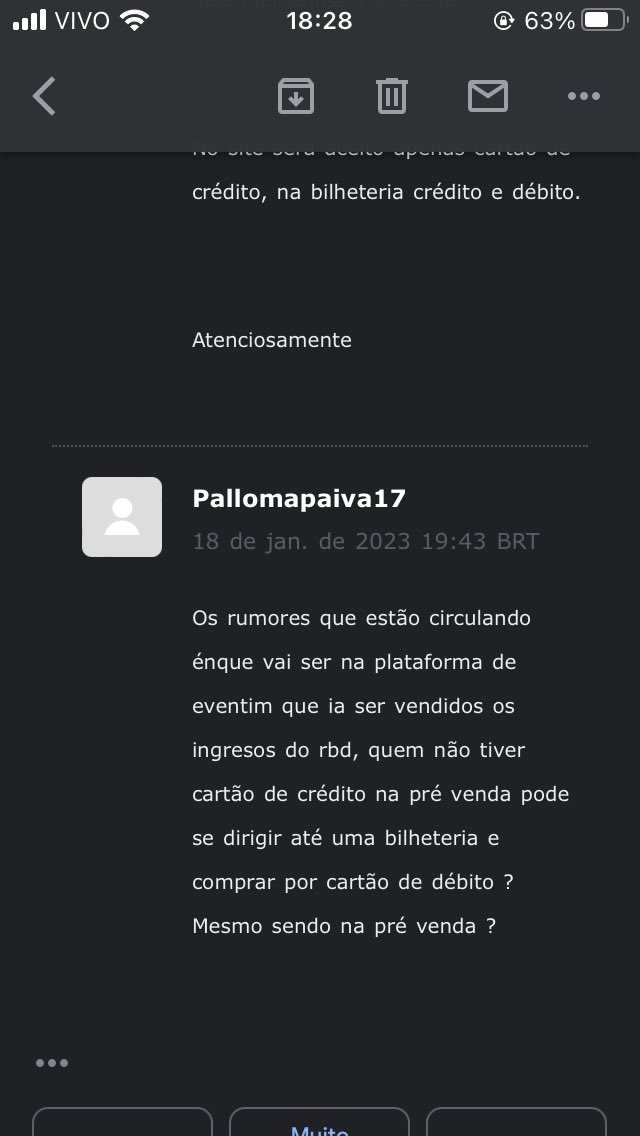 VIVO 18:28 63%
No site será aceito apenas cartão de
crédito, na bilheteria crédito e débito.
Atenciosamente
Pallomapaiva17
18 de jan. de 2023 19:43 BRT
Os rumores que estão circulando
énque vai ser na plataforma de
eventim que ia ser vendidos os
ingresos do rbd, quem não tiver
cartão de crédito na pré venda pode
se dirigir até uma bilheteria e
comprar por cartão de débito ?
Mesmo sendo na pré venda ?
Muito